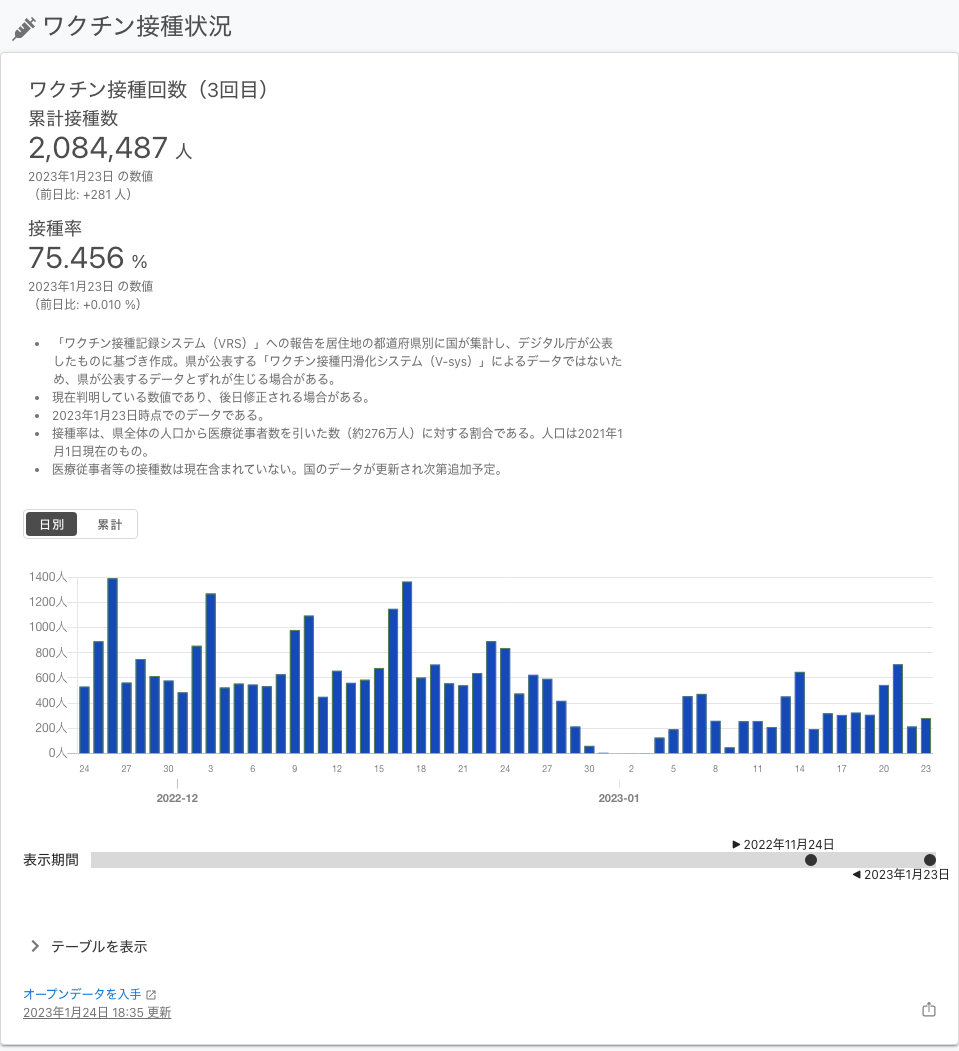 ワクチン接種状況
ワクチン接種回数（3回目）
累計接種数
2,084,487 人
2023年1月23日 の数値
（前日比: +281 人）
接種率
75.456 %
2023年1月23日 の数値
（前日比: +0.010 %）
• 「ワクチン接種記録システム（VRS）」への報告を居住地の都道府県別に国が集計し、デジタル庁が公表
したものに基づき作成。県が公表する「ワクチン接種円滑化システム（V-sys）」によるデータではないた
め、県が公表するデータとずれが生じる場合がある。
• 現在判明している数値であり、後日修正される場合がある。
• 2023年1月23日時点でのデータである。
• 接種率は、県全体の人口から医療従事者数を引いた数（約276万人）に対する割合である。人口は2021年1
月1日現在のもの。
• 医療従事者等の接種数は現在含まれていない。国のデータが更新され次第追加予定。
日別 累計
1400人
1200人
1000人
800人
600人
400人
200人
0人
24 27 30 3 6 9 12 15 18 21 24 27 30 2 5 8 11 14 17 20 23
2022-12 2023-01
2022年11月24日
表示期間
2023年1月23日
テーブルを表示
オープンデータを入手
2023年1月24日 18:35 更新